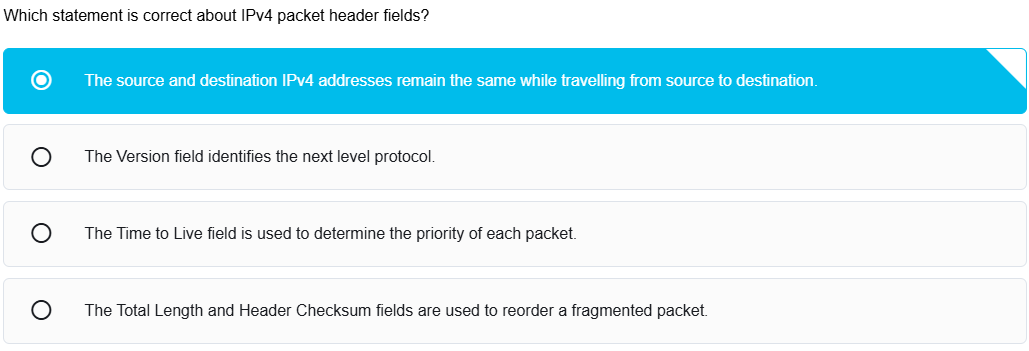 Which statement is correct about IPv4 packet header fields?
The source and destination IPv4 addresses remain the same while travelling from source to destination.
The Version field identifies the next level protocol.
The Time to Live field is used to determine the priority of each packet.
The Total Length and Header Checksum fields are used to reorder a fragmented packet.